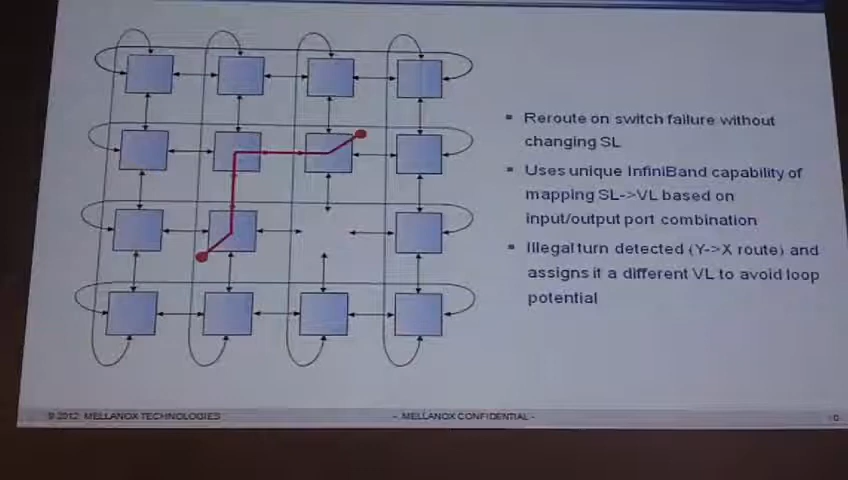 Reroute on switch failure without
changing SL
Uses unique InfiniBand capability of
mapping SL->VL based on
input/output port combination
Illegal turn detected (Y->X route) and
assigns it a different VL to avoid loop
potential
© 2012 MELLANOX TECHNOLOGIES
- MELLANOX CONFIDENTIAL -